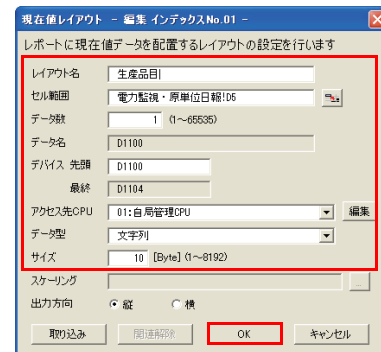 現在値レイアウト － 編集 インデックスNo.01 －
レポートに現在値データを配置するレイアウトの設定を行います
レイアウト名 生産品目
セル範囲 電力監視・原単位日報!D5
データ数 1 (1～65535)
データ名 D1100
デバイス 先頭 D1100
最終 D1104
アクセス先CPU 01:自局管理CPU 編集
データ型 文字列
サイズ 10 [Byte] (1～8192)
スケーリング ...
出力方向 縦 横
取り込み 関連解除 OK キャンセル